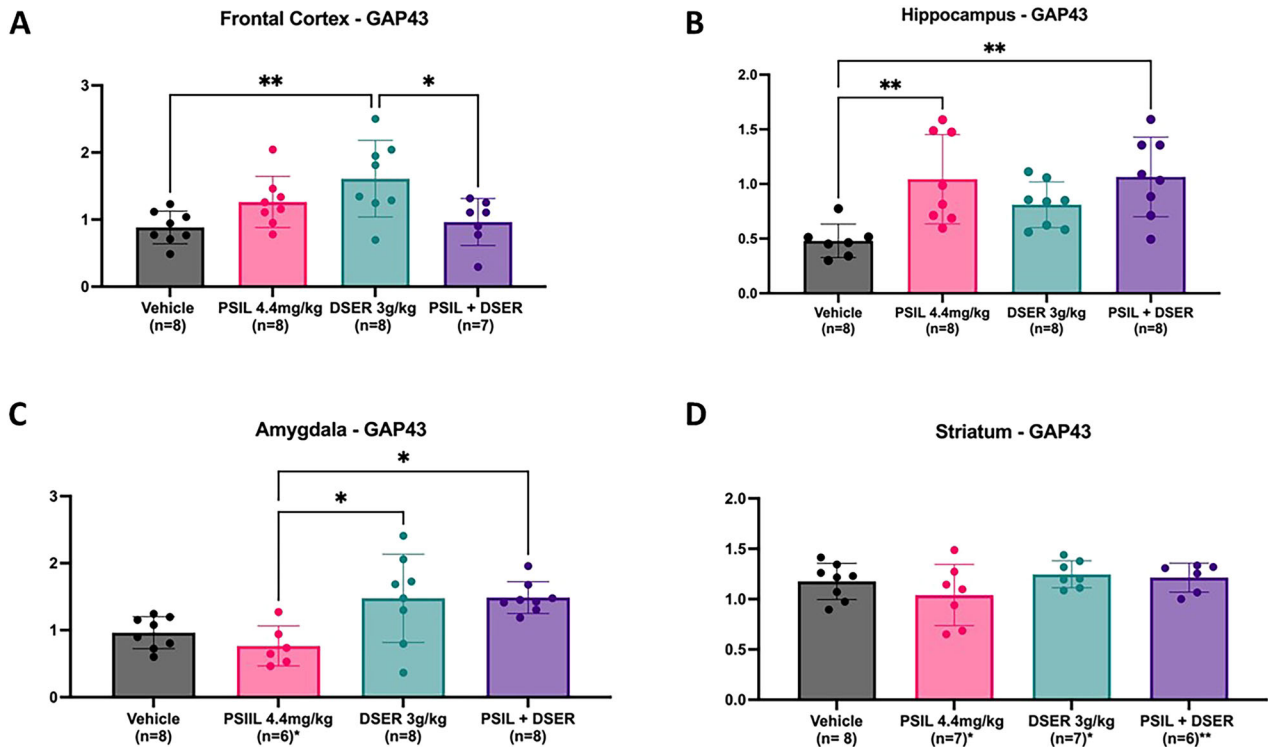 A
Frontal Cortex - GAP43
**
*
3
2
1
0
Vehicle
(n=8)
PSIL 4.4mg/kg
(n=8)
DSER 3g/kg
(n=8)
PSIL + DSER
(n=7)
B
Hippocampus - GAP43
**
**
2.0
1.5
1.0
0.5
0.0
Vehicle
(n=8)
PSIL 4.4mg/kg
(n=8)
DSER 3g/kg
(n=8)
PSIL + DSER
(n=8)
C
Amygdala - GAP43
*
*
3
2
1
0
Vehicle
(n=8)
PSIIL 4.4mg/kg
(n=6)*
DSER 3g/kg
(n=8)
PSIL + DSER
(n=8)
D
Striatum - GAP43
2.0
1.5
1.0
0.5
0.0
Vehicle
(n= 8)
PSIL 4.4mg/kg
(n=7)*
DSER 3g/kg
(n=7)*
PSIL + DSER
(n=6)**